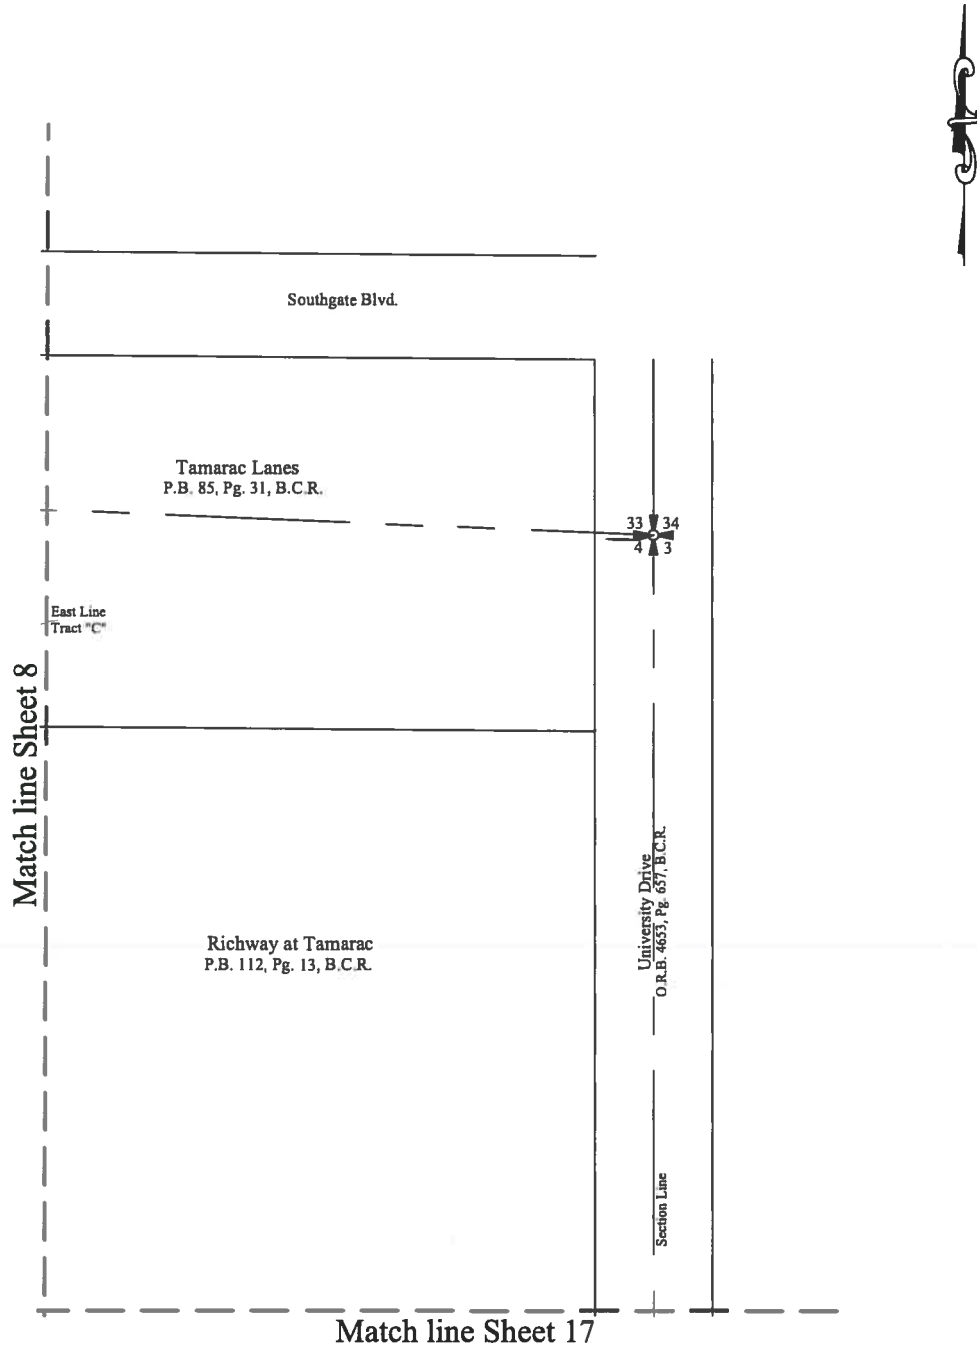 Southgate Blvd.
Tamarac Lanes
P.B. 85, Pg. 31, B.C.R.
33 34
4 3
East Line
Tract "C"
Match line Sheet 8
Richway at Tamarac
P.B. 112, Pg. 13, B.C.R.
University Drive
O.R.B. 4653, Pg. 657, B.C.R.
Section Line
Match line Sheet 17